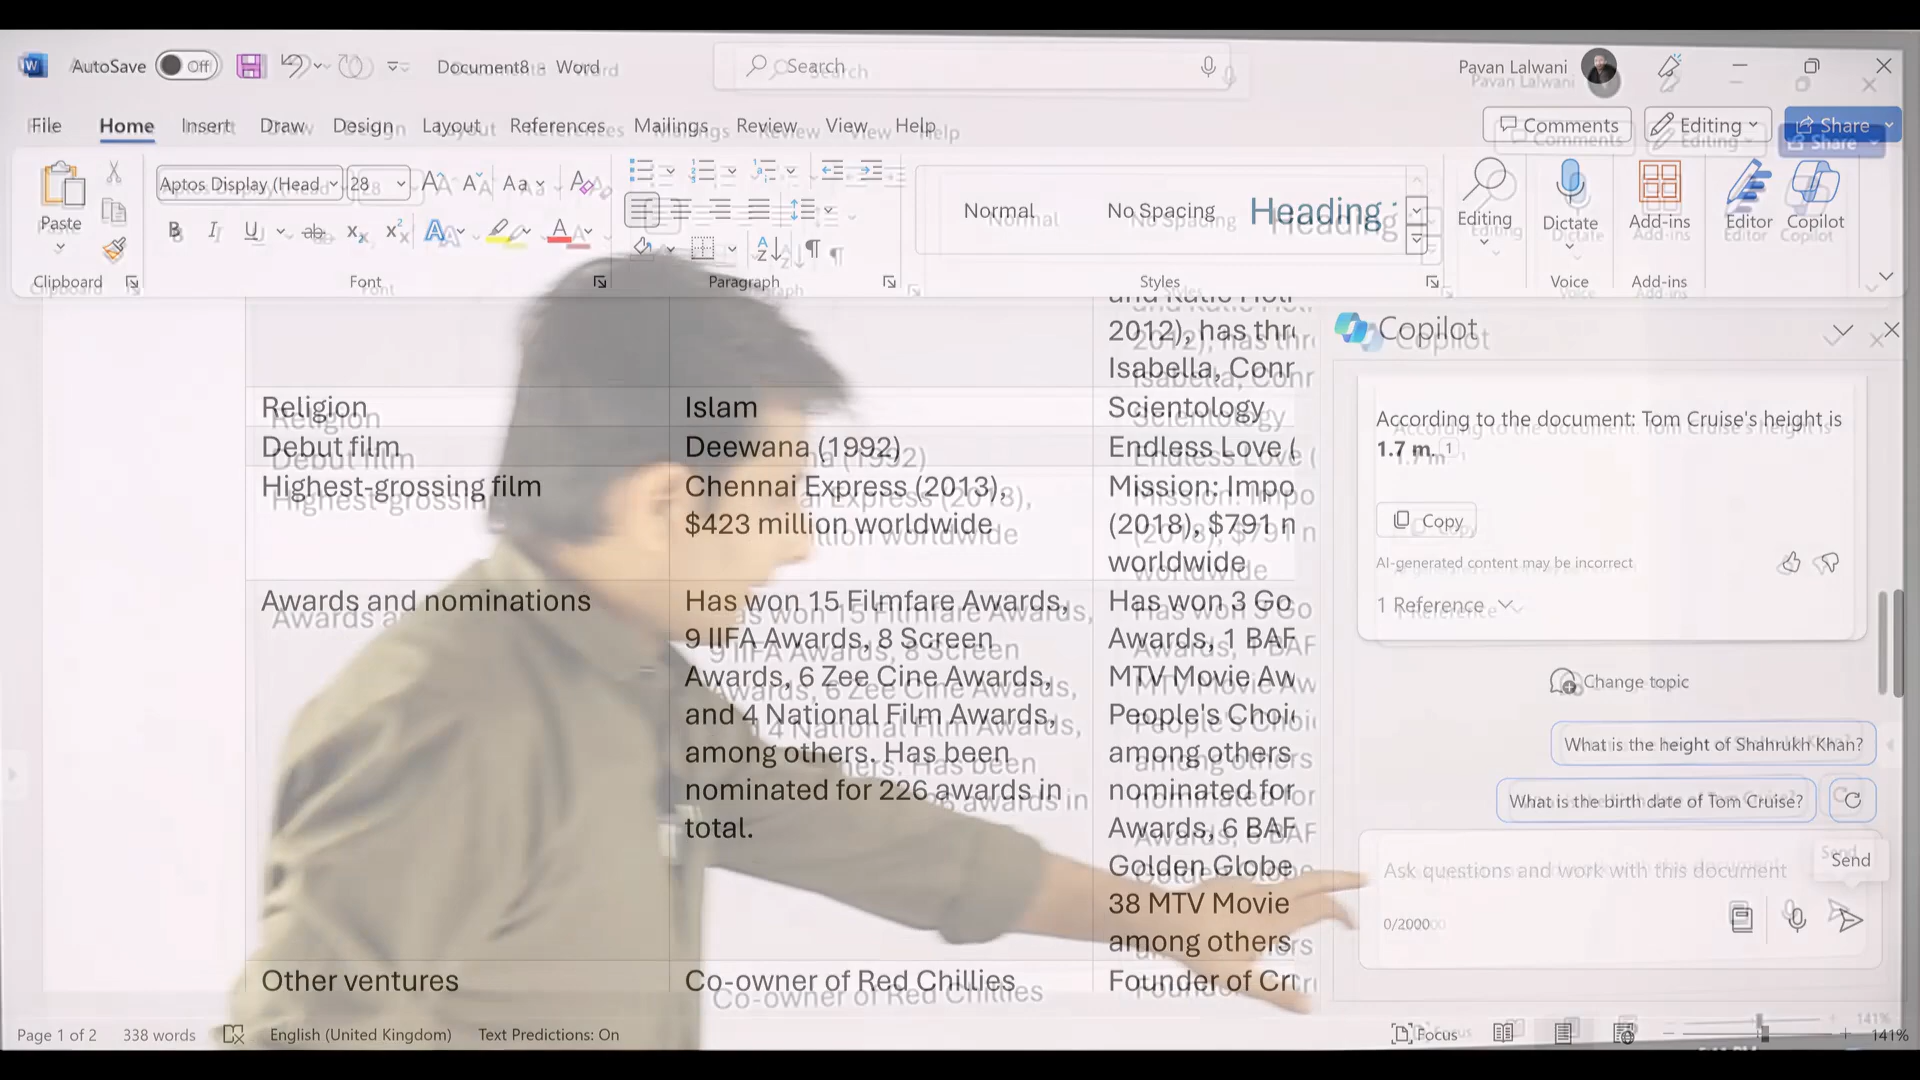 AutoSave Off Document8 - Word Search Pavan Lalwani
File Home Insert Draw Design Layout References Mailings Review View Help Comments Editing Share
Paste Aptos Display (Head 28 Normal No Spacing Heading Editing Dictate Add-ins Editor Copilot
Clipboard Font Paragraph Styles Voice Add-ins
2012), has thr
Isabella, Conr
Religion Islam Scientology
Debut film Deewana (1992) Endless Love (
Highest-grossing film Chennai Express (2013), Mission: Impo
$423 million worldwide (2018), $791 n
worldwide
Awards and nominations Has won 15 Filmfare Awards, Has won 3 Go
9 IIFA Awards, 8 Screen Awards, 1 BAF
Awards, 6 Zee Cine Awards, MTV Movie Aw
and 4 National Film Awards, People's Choi
among others. Has been among others
nominated for 226 awards in nominated for
total. Awards, 6 BAF
Golden Globe
38 MTV Movie
among others
Other ventures Co-owner of Red Chillies Founder of Cr
Copilot
According to the document: Tom Cruise's height is
1.7 m. 1
Copy
AI-generated content may be incorrect
1 Reference
Change topic
What is the height of Shahrukh Khan?
What is the birth date of Tom Cruise?
Ask questions and work with this document
Send
0/2000
Page 1 of 2 338 words English (United Kingdom) Text Predictions: On Focus 141%